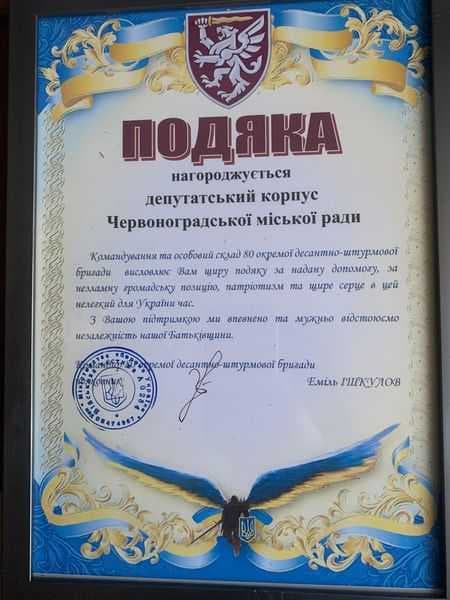 ПОДЯКА
нагороджується
депутатський корпус
Червоноградської міської ради
Командування та особовий склад 80 окремої десантно-штурмової
бригади висловлює Вам щиру подяку за надану допомогу, за
незламну громадську позицію, патріотизм та щире серце в цей
нелегкий для України час.
З Вашою підтримкою ми впевнено та мужньо відстоюємо
незалежність нашої Батьківщини.
окремої десантно-штурмової бригади
Еміль ІШКУЛОВ